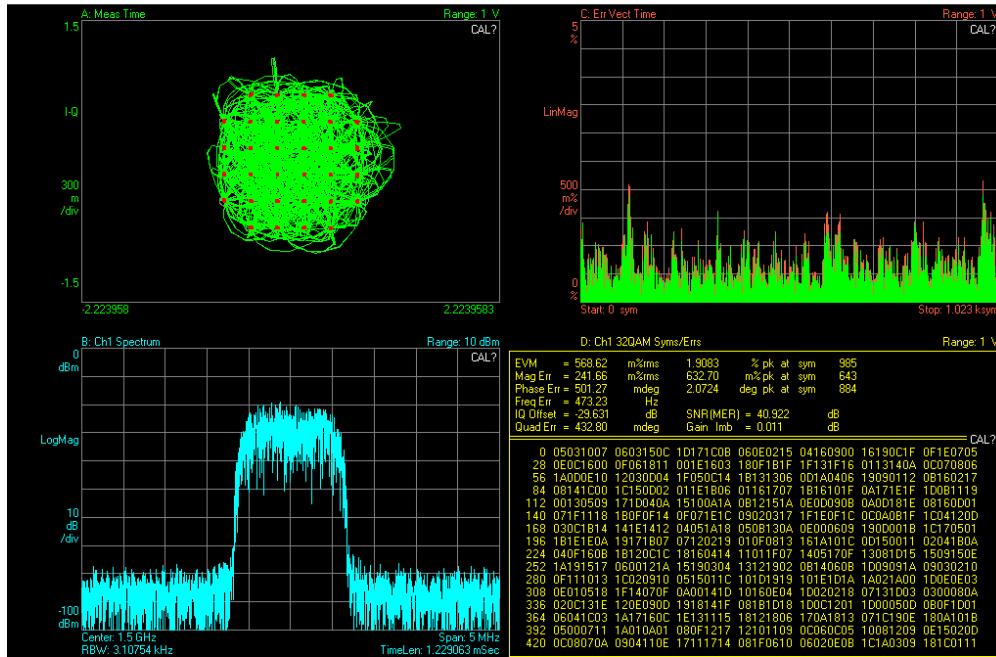 A: Meas Time Range: 1 V
1.5
CAL?
I-Q
300
m
/div
-1.5
-2.223958 2.2239583
C: Err Vect Time Range: 1 V
5
%
CAL?
LinMag
500
m%
/div
0
%
Start: 0 sym Stop: 1.023 ksym
B: Ch1 Spectrum Range: 10 dBm
0
dBm
CAL?
LogMag
10
dB
/div
-100
dBm
Center: 1.5 GHz Span: 5 MHz
RBW: 3.10754 kHz TimeLen: 1.229063 mSec
D: Ch1 32QAM Syms/Errs Range: 1 V
EVM = 568.62 m%rms 1.9083 % pk at sym 985
Mag Err = 241.66 m%rms 632.70 m% pk at sym 643
Phase Err = 501.27 mdeg 2.0724 deg pk at sym 884
Freq Err = 473.23 Hz
IQ Offset = -29.631 dB SNR(MER) = 40.922 dB
Quad Err = 432.80 mdeg Gain Imb = 0.011 dB
CAL?
0 05031007 0603150C 1D171C0B 060E0215 04160900 16190C1F 0F1E0705
28 0E0C1600 0F061811 001E1603 180F1B1F 1F131F16 0113140A 0C070806
56 1A0D0E10 12030D04 1F050C14 1B131306 0D1A0406 19090112 0B160217
84 08141C00 1C150D02 011E1B06 01161707 1B16101F 0A171E1F 1D0B1119
112 00130509 171D040A 15100A1A 0B12151A 0E0D090B 0A0D181E 08160D01
140 071F1118 1B0F0F14 0F071E1C 09020317 1F1E0F1C 0C0A0B1F 1C04120D
168 030C1B14 141E1412 04051A18 050B130A 0E000609 190D001B 1C170501
196 1B1E1E0A 19171B07 07120219 010F0813 161A101C 0D150011 02041B0A
224 040F160B 1B120C1C 18160414 11011F07 1405170F 13081D15 1509150E
252 1A191517 0600121A 15190304 13121902 0B14060B 1D09091A 09030210
280 0F111013 1C020910 0515011C 101D1919 101E1D1A 1A021A00 1D0E0E03
308 0E010518 1F14070F 0A00141D 10160E04 1D020218 07131D03 0300080A
336 020C131E 120E090D 1918141F 081B1D18 1D0C1201 1D00050D 0B0F1D01
364 06041C03 1A17160C 1E131115 18121806 170A1813 071C190E 180A101B
392 05000711 1A010A01 080F1217 12101109 0C060C05 10081209 0E15020D
420 0C08070A 0904110E 17111714 081F0610 06020E0B 1C1A0309 181C0111